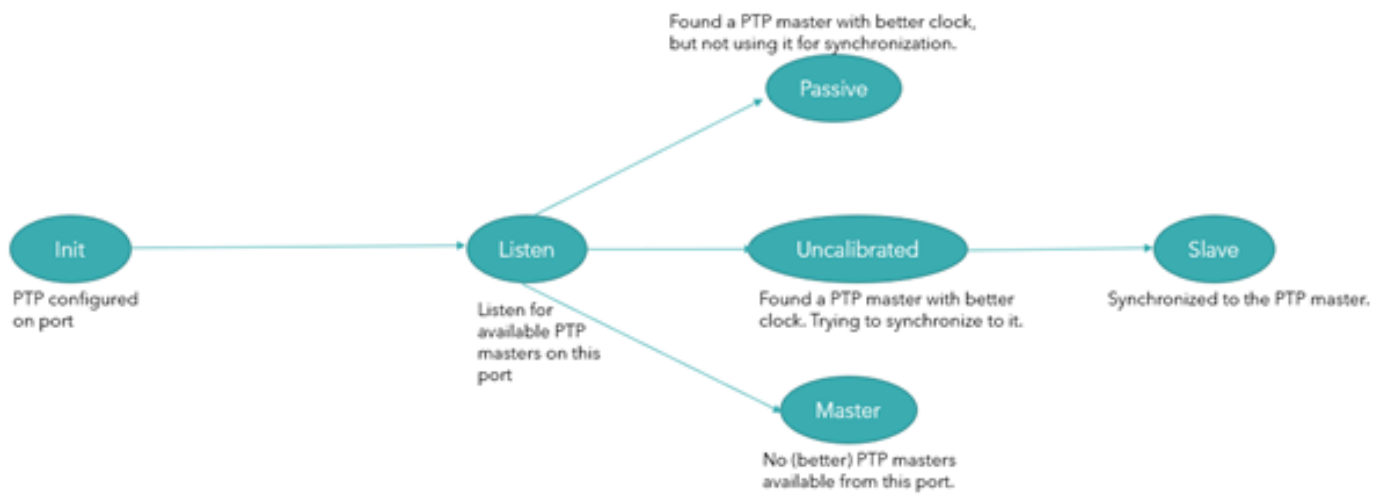 Found a PTP master with better clock,
but not using it for synchronization.
Passive
Init
PTP configured
on port
Listen
Listen for
available PTP
masters on this
port
Uncalibrated
Found a PTP master with better
clock. Trying to synchronize to it.
Slave
Synchronized to the PTP master.
Master
No (better) PTP masters
available from this port.